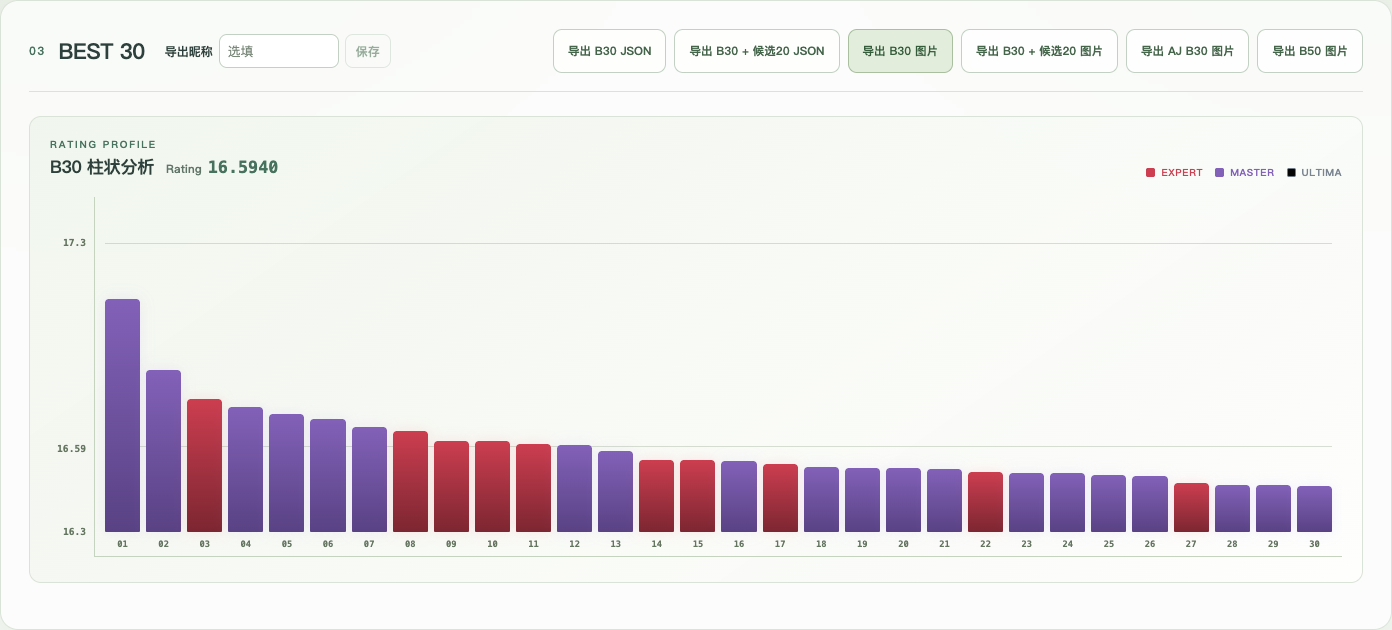 03 BEST 30 导出昵称 选填 保存 导出 B30 JSON 导出 B30 + 候选20 JSON 导出 B30 图片 导出 B30 + 候选20 图片 导出 AJ B30 图片 导出 B50 图片
RATING PROFILE
B30 柱状分析 Rating 16.5940
EXPERT MASTER ULTIMA
17.3
16.59
16.3
01 02 03 04 05 06 07 08 09 10 11 12 13 14 15 16 17 18 19 20 21 22 23 24 25 26 27 28 29 30